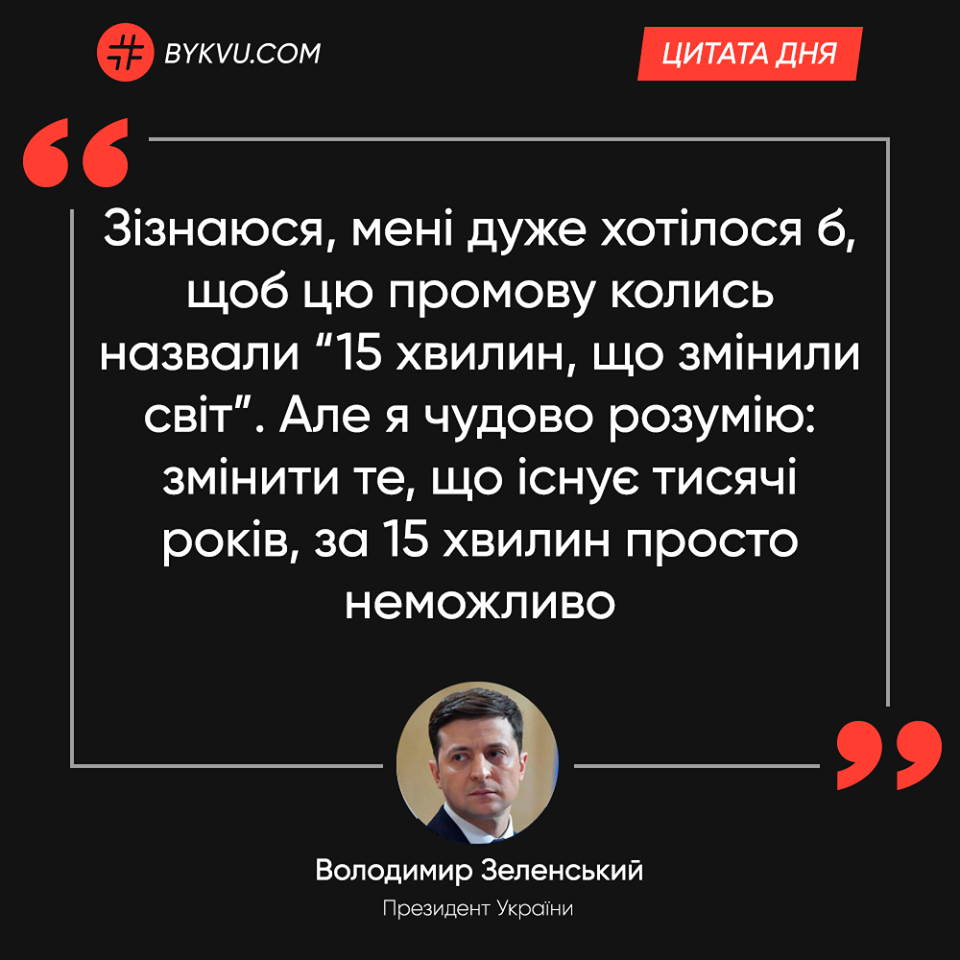 BYKVU.COM
ЦИТАТА ДНЯ
Зізнаюся, мені дуже хотілося б,
щоб цю промову колись
назвали “15 хвилин, що змінили
світ”. Але я чудово розумію:
змінити те, що існує тисячі
років, за 15 хвилин просто
неможливо
Володимир Зеленський
Президент України